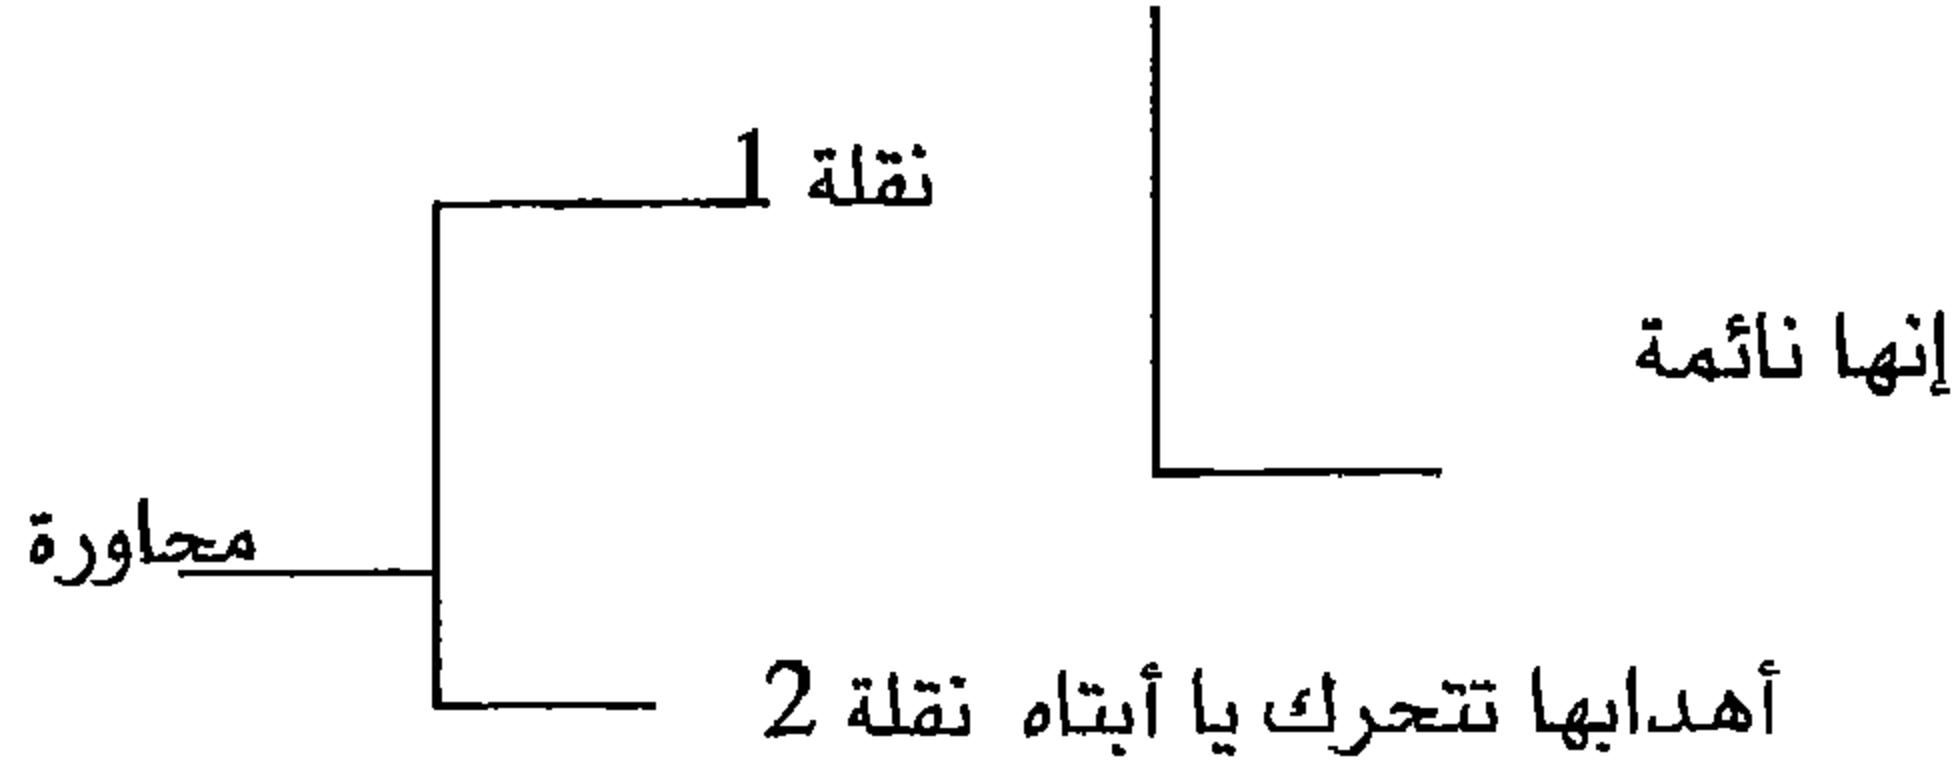 نقلة 1
إنها نائمة
محاورة
أهدابها تتحرك يا أبتاه نقلة 2